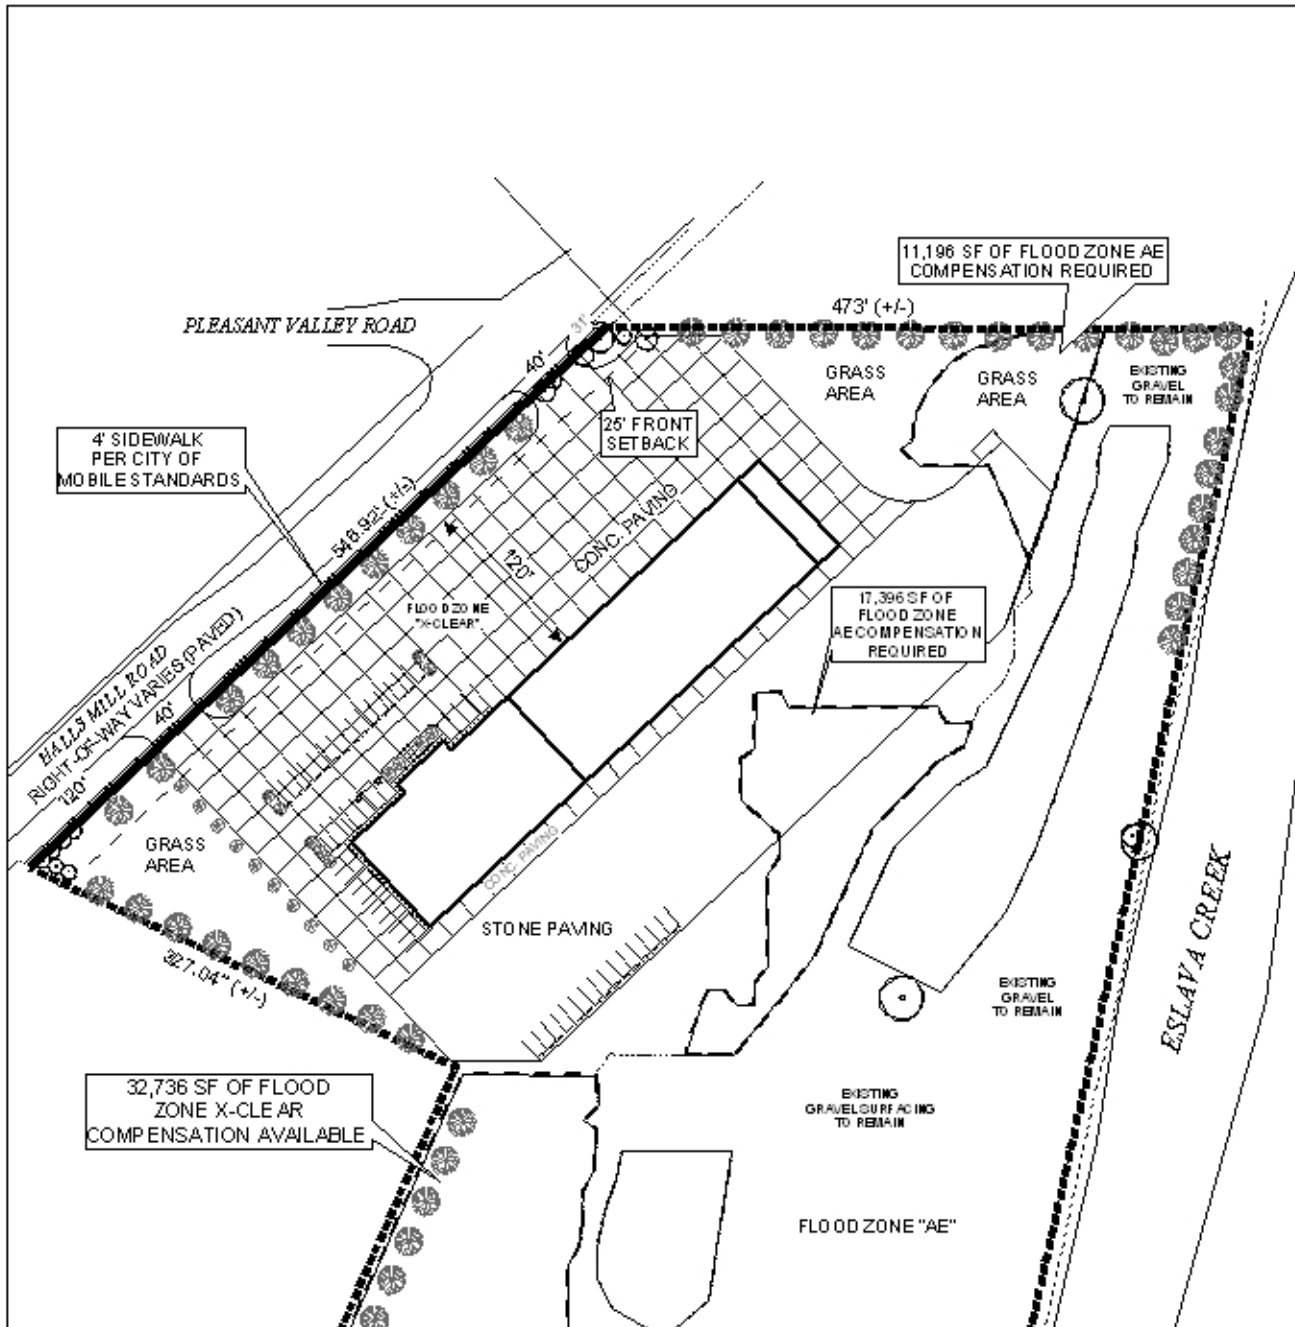 11,196 SF OF FLOOD ZONE AE
COMPENSATION REQUIRED
473' (+/-)
PLEASANT VALLEY ROAD
31'
40'
GRASS
AREA
GRASS
AREA
EXISTING
GRAVEL
TO REMAIN
25' FRONT
SETBACK
4' SIDEWALK
PER CITY OF
MOBILE STANDARDS
548.92' (+/-)
CONC. PAVING
120'
FLOOD ZONE
"X-CLEAR"
17,396 SF OF
FLOOD ZONE
AE COMPENSATION
REQUIRED
HALLS MILL ROAD
RIGHT-OF-WAY VARIES (PAVED)
40'
120'
GRASS
AREA
CONC. PAVING
STONE PAVING
327.04" (+/-)
EXISTING
GRAVEL
TO REMAIN
ESLAVA CREEK
32,736 SF OF FLOOD
ZONE X-CLEAR
COMPENSATION AVAILABLE
EXISTING
GRAVEL SURFACING
TO REMAIN
FLOOD ZONE "AE"